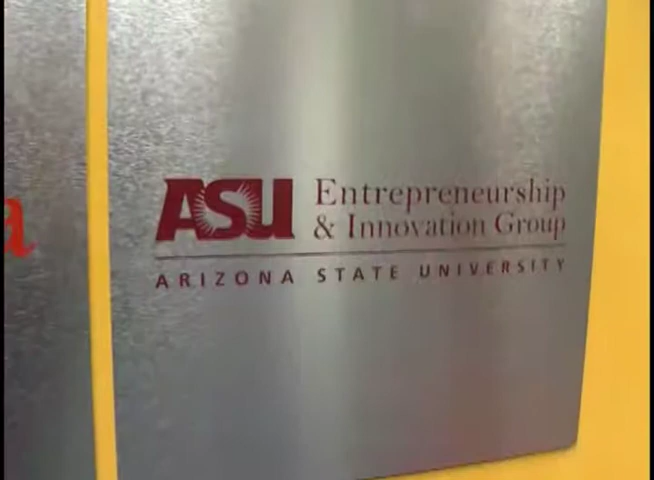 a
ASU Entrepreneurship
& Innovation Group
ARIZONA STATE UNIVERSITY